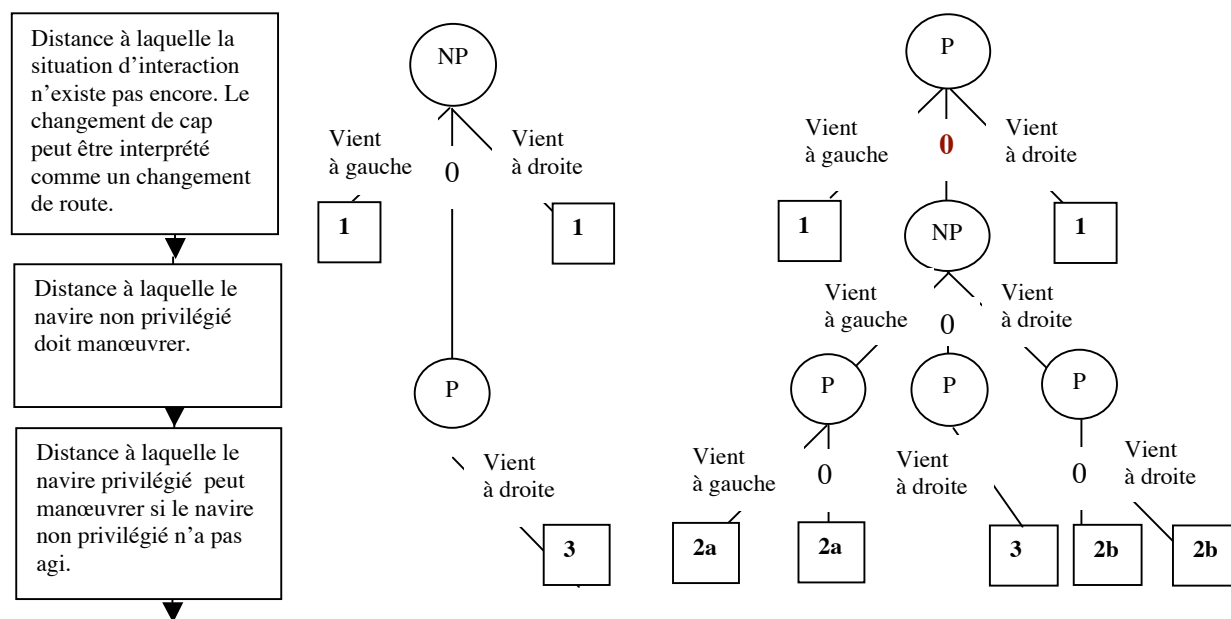 Distance à laquelle la
situation d'interaction
n'existe pas encore. Le
changement de cap
peut être interprété
comme un changement
de route.
Distance à laquelle le
navire non privilégié
doit manœuvrer.
Distance à laquelle le
navire privilégié peut
manœuvrer si le navire
non privilégié n'a pas
agi.
NP
Vient
à gauche
0
Vient
à droite
1
1
P
Vient
à droite
3
P
Vient
à gauche
0
Vient
à droite
1
NP
1
Vient
à gauche
0
Vient
à droite
P
P
P
Vient
à gauche
0
Vient
à droite
0
Vient
à droite
2a
2a
3
2b
2b